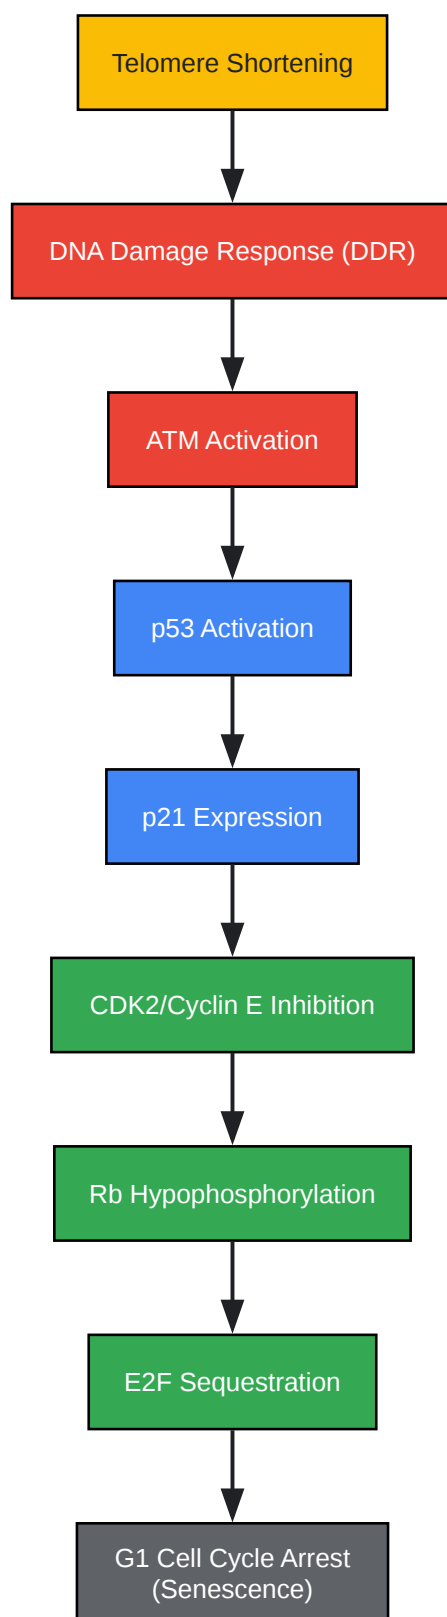 Telomere Shortening
DNA Damage Response (DDR)
ATM Activation
p53 Activation
p21 Expression
CDK2/Cyclin E Inhibition
Rb Hypophosphorylation
E2F Sequestration
G1 Cell Cycle Arrest
(Senescence)